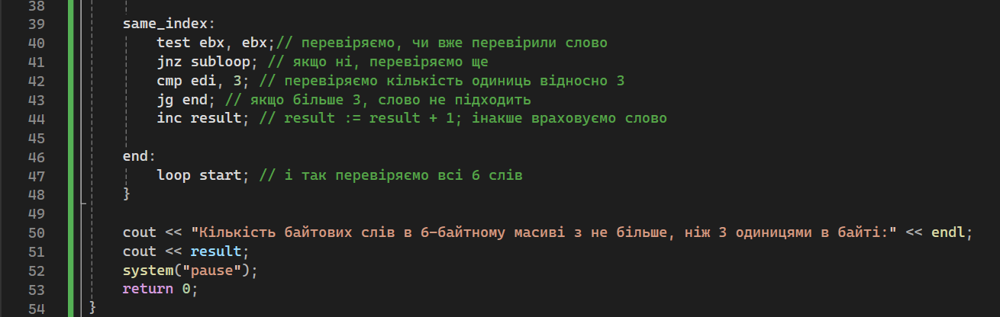 38
39 same_index:
40 test ebx, ebx;// перевіряємо, чи вже перевірили слово
41 jnz subloop; // якщо ні, перевіряємо ще
42 cmp edi, 3; // перевіряємо кількість одиниць відносно 3
43 jg end; // якщо більше 3, слово не підходить
44 inc result; // result := result + 1; інакше враховуємо слово
45
46 end:
47 loop start; // і так перевіряємо всі 6 слів
48 }
49
50 cout << "Кількість байтових слів в 6-байтному масиві з не більше, ніж 3 одиницями в байті:" << endl;
51 cout << result;
52 system("pause");
53 return 0;
54 }